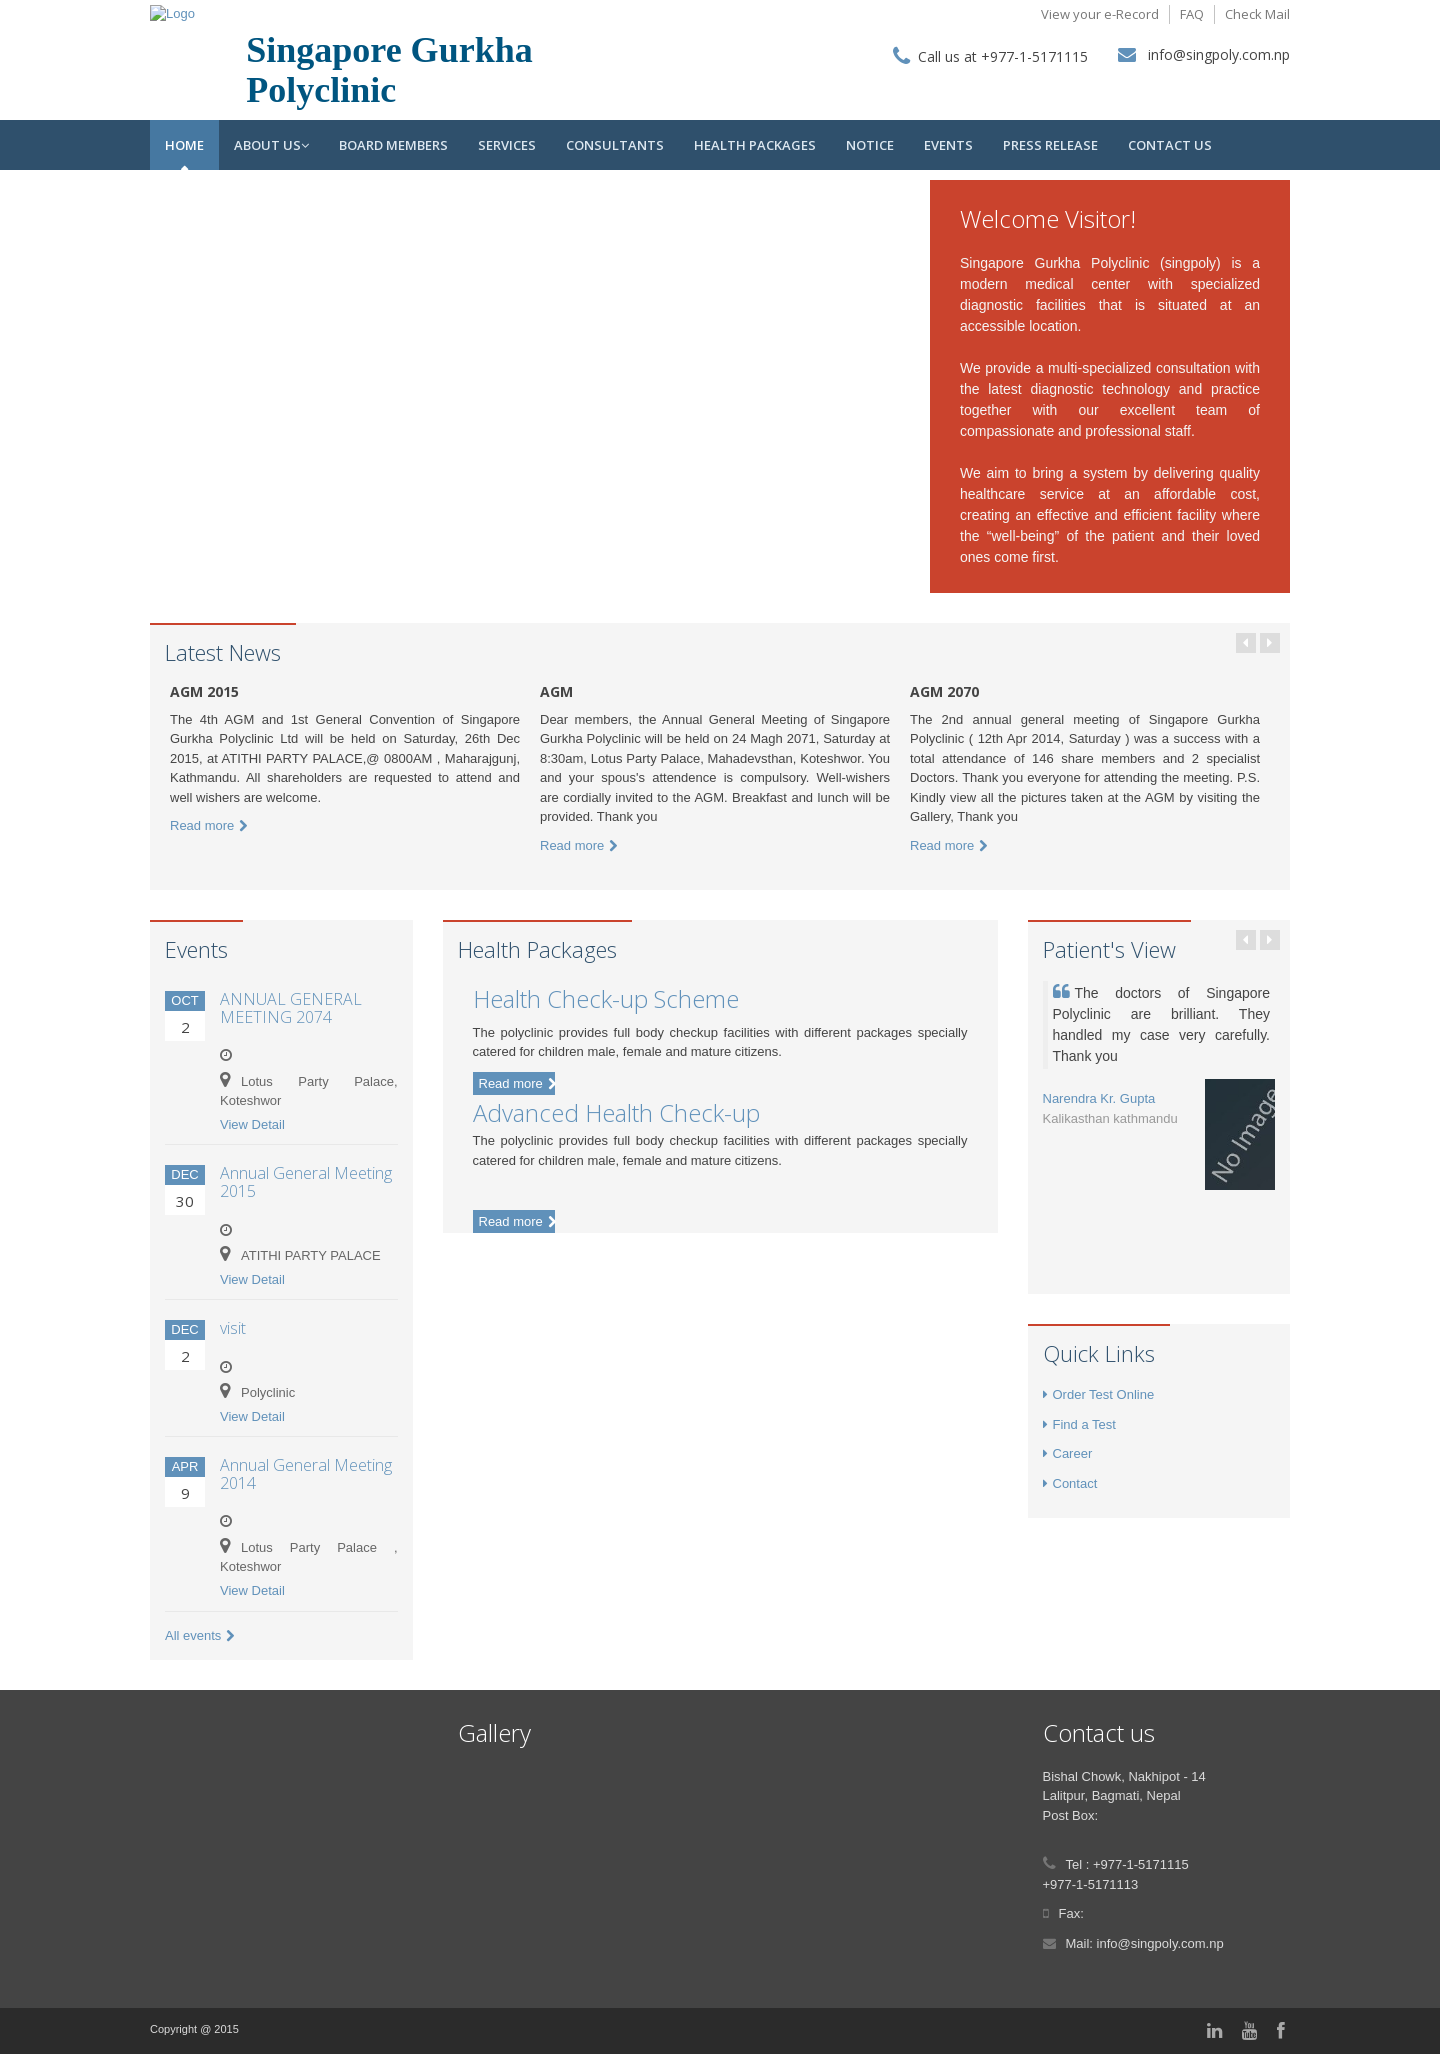 Logo
View your e-Record
FAQ
Check Mail
Singapore Gurkha
Polyclinic
Call us at +977-1-5171115
info@singpoly.com.np
HOME
ABOUT US
BOARD MEMBERS
SERVICES
CONSULTANTS
HEALTH PACKAGES
NOTICE
EVENTS
PRESS RELEASE
CONTACT US
Welcome Visitor!
Singapore Gurkha Polyclinic (singpoly) is a
modern medical center with specialized
diagnostic facilities that is situated at an
accessible location.
We provide a multi-specialized consultation with
the latest diagnostic technology and practice
together with our excellent team of
compassionate and professional staff.
We aim to bring a system by delivering quality
healthcare service at an affordable cost,
creating an effective and efficient facility where
the “well-being” of the patient and their loved
ones come first.
Latest News
AGM 2015
The 4th AGM and 1st General Convention of Singapore
Gurkha Polyclinic Ltd will be held on Saturday, 26th Dec
2015, at ATITHI PARTY PALACE,@ 0800AM , Maharajgunj,
Kathmandu. All shareholders are requested to attend and
well wishers are welcome.
Read more
AGM
Dear members, the Annual General Meeting of Singapore
Gurkha Polyclinic will be held on 24 Magh 2071, Saturday at
8:30am, Lotus Party Palace, Mahadevsthan, Koteshwor. You
and your spous's attendence is compulsory. Well-wishers
are cordially invited to the AGM. Breakfast and lunch will be
provided. Thank you
Read more
AGM 2070
The 2nd annual general meeting of Singapore Gurkha
Polyclinic ( 12th Apr 2014, Saturday ) was a success with a
total attendance of 146 share members and 2 specialist
Doctors. Thank you everyone for attending the meeting. P.S.
Kindly view all the pictures taken at the AGM by visiting the
Gallery, Thank you
Read more
Events
OCT
2
ANNUAL GENERAL
MEETING 2074
Lotus Party Palace,
Koteshwor
View Detail
DEC
30
Annual General Meeting
2015
ATITHI PARTY PALACE
View Detail
DEC
2
visit
Polyclinic
View Detail
APR
9
Annual General Meeting
2014
Lotus Party Palace ,
Koteshwor
View Detail
All events
Health Packages
Health Check-up Scheme
The polyclinic provides full body checkup facilities with different packages specially
catered for children male, female and mature citizens.
Read more
Advanced Health Check-up
The polyclinic provides full body checkup facilities with different packages specially
catered for children male, female and mature citizens.
Read more
Patient's View
The doctors of Singapore
Polyclinic are brilliant. They
handled my case very carefully.
Thank you
Narendra Kr. Gupta
Kalikasthan kathmandu
No Image
Quick Links
Order Test Online
Find a Test
Career
Contact
Gallery
Contact us
Bishal Chowk, Nakhipot - 14
Lalitpur, Bagmati, Nepal
Post Box:
Tel : +977-1-5171115
+977-1-5171113
Fax:
Mail: info@singpoly.com.np
Copyright @ 2015